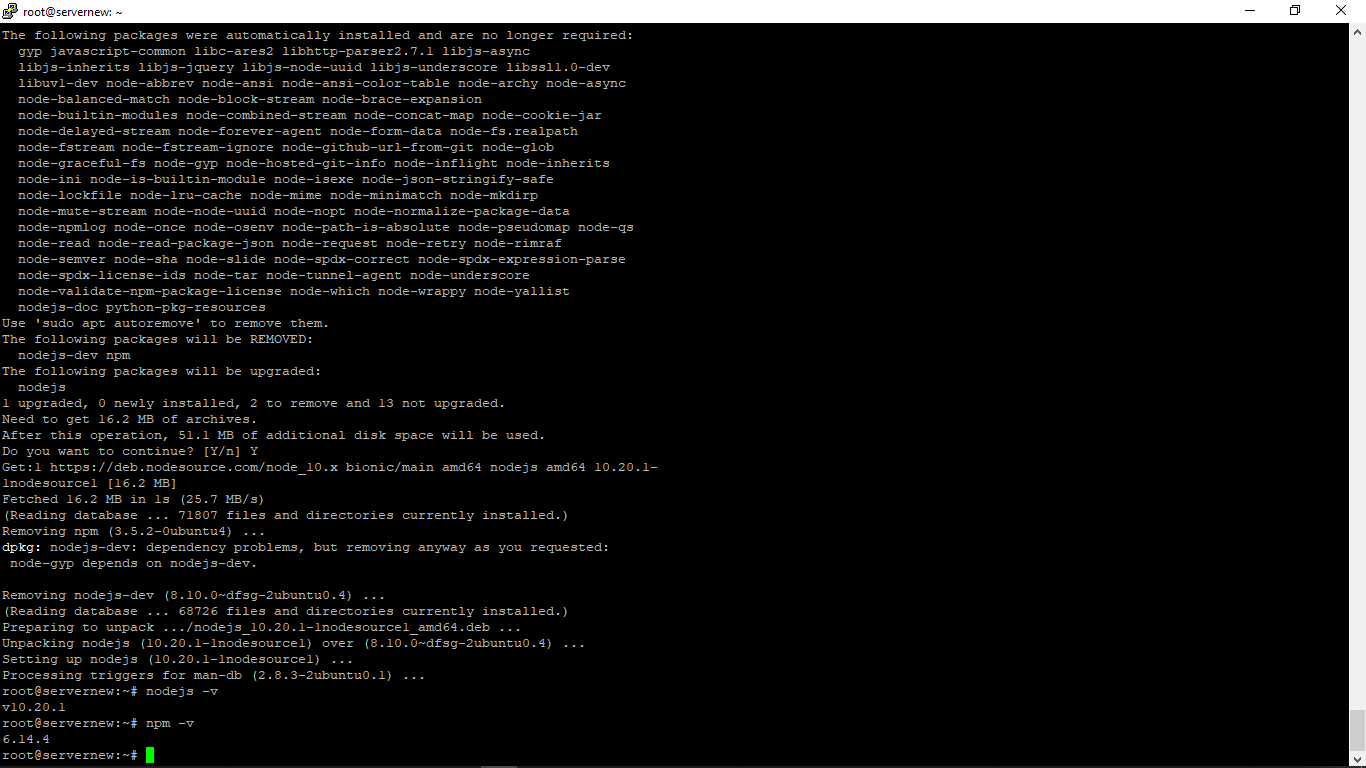 root@servernew: ~
The following packages were automatically installed and are no longer required:
  gyp javascript-common libc-ares2 libhttp-parser2.7.1 libjs-async
  libjs-inherits libjs-jquery libjs-node-uuid libjs-underscore libssl1.0-dev
  libuv1-dev node-abbrev node-ansi node-ansi-color-table node-archy node-async
  node-balanced-match node-block-stream node-brace-expansion
  node-builtin-modules node-combined-stream node-concat-map node-cookie-jar
  node-delayed-stream node-forever-agent node-form-data node-fs.realpath
  node-fstream node-fstream-ignore node-github-url-from-git node-glob
  node-graceful-fs node-gyp node-hosted-git-info node-inflight node-inherits
  node-ini node-is-builtin-module node-isexe node-json-stringify-safe
  node-lockfile node-lru-cache node-mime node-minimatch node-mkdirp
  node-mute-stream node-node-uuid node-nopt node-normalize-package-data
  node-npmlog node-once node-osenv node-path-is-absolute node-pseudomap node-qs
  node-read node-read-package-json node-request node-retry node-rimraf
  node-semver node-sha node-slide node-spdx-correct node-spdx-expression-parse
  node-spdx-license-ids node-tar node-tunnel-agent node-underscore
  node-validate-npm-package-license node-which node-wrappy node-yallist
  nodejs-doc python-pkg-resources
Use 'sudo apt autoremove' to remove them.
The following packages will be REMOVED:
  nodejs-dev npm
The following packages will be upgraded:
  nodejs
1 upgraded, 0 newly installed, 2 to remove and 13 not upgraded.
Need to get 16.2 MB of archives.
After this operation, 51.1 MB of additional disk space will be used.
Do you want to continue? [Y/n] Y
Get:1 https://deb.nodesource.com/node_10.x bionic/main amd64 nodejs amd64 10.20.1-
1nodesource1 [16.2 MB]
Fetched 16.2 MB in 1s (25.7 MB/s)
(Reading database ... 71807 files and directories currently installed.)
Removing npm (3.5.2-0ubuntu4) ...
dpkg: nodejs-dev: dependency problems, but removing anyway as you requested:
 node-gyp depends on nodejs-dev.
Removing nodejs-dev (8.10.0~dfsg-2ubuntu0.4) ...
(Reading database ... 68726 files and directories currently installed.)
Preparing to unpack .../nodejs_10.20.1-1nodesource1_amd64.deb ...
Unpacking nodejs (10.20.1-1nodesource1) over (8.10.0~dfsg-2ubuntu0.4) ...
Setting up nodejs (10.20.1-1nodesource1) ...
Processing triggers for man-db (2.8.3-2ubuntu0.1) ...
root@servernew:~# nodejs -v
v10.20.1
root@servernew:~# npm -v
6.14.4
root@servernew:~#